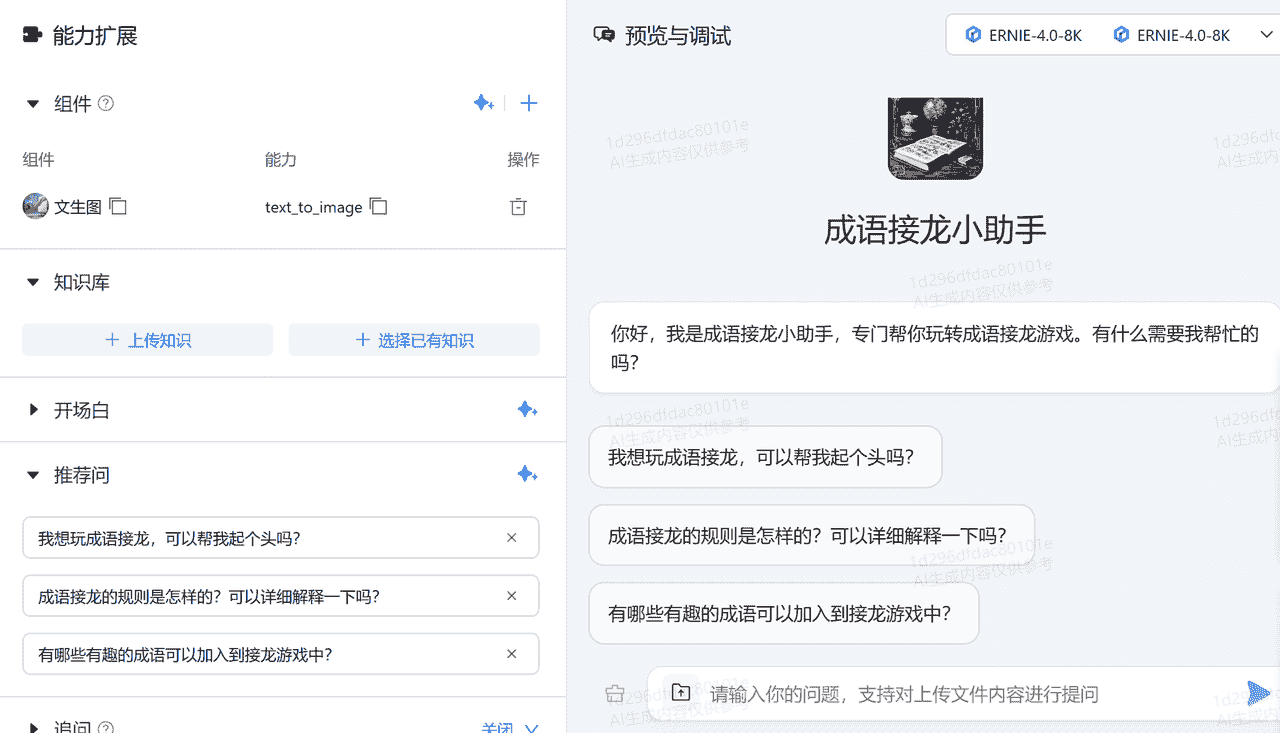 能力扩展
组件
组件 能力 操作
文生图 text_to_image
知识库
+ 上传知识 + 选择已有知识
开场白
推荐问
我想玩成语接龙，可以帮我起个头吗？
成语接龙的规则是怎样的？可以详细解释一下吗？
有哪些有趣的成语可以加入到接龙游戏中？
追问 关闭
预览与调试
ERNIE-4.0-8K ERNIE-4.0-8K
成语接龙小助手
你好，我是成语接龙小助手，专门帮你玩转成语接龙游戏。有什么需要我帮忙的
吗？
我想玩成语接龙，可以帮我起个头吗？
成语接龙的规则是怎样的？可以详细解释一下吗？
有哪些有趣的成语可以加入到接龙游戏中？
请输入你的问题，支持对上传文件内容进行提问
1d296dfdac80101e
AI生成内容仅供参考